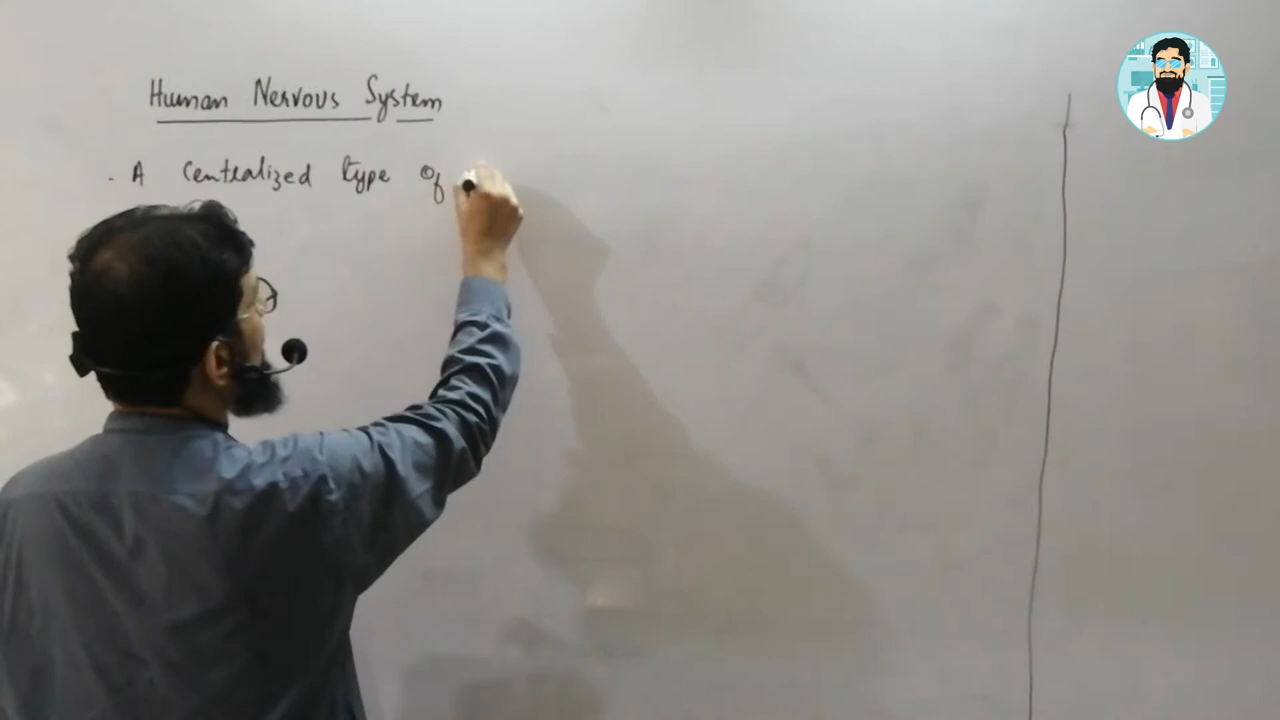 Human Nervous System
. A Centralized type of